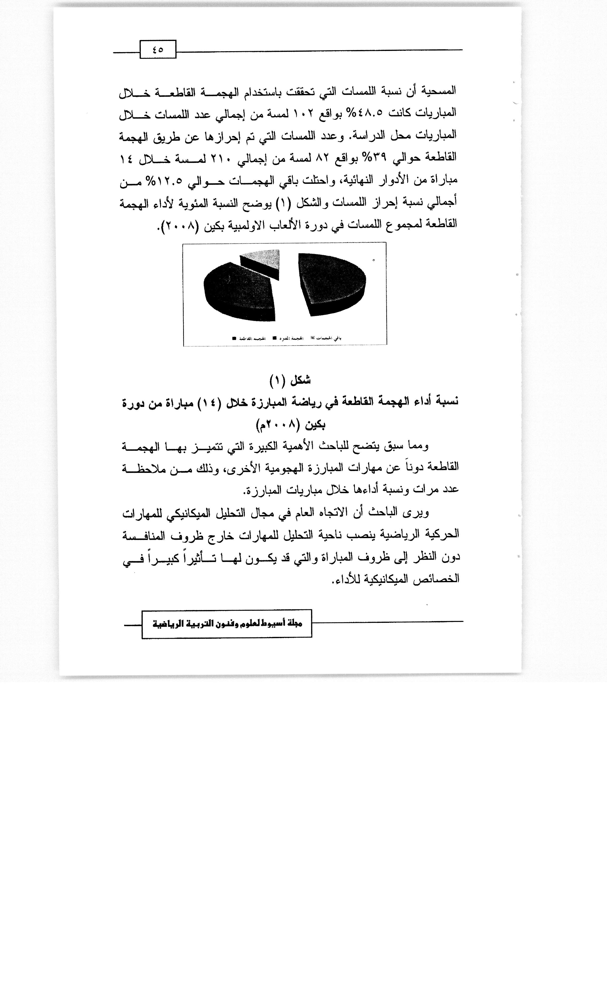 ٤٥
المسحية أن نسبة اللمسات التي تحققت باستخدام الهجمة القاطعة خلال
المباريات كانت ٤٨.٥% بواقع ١٠٢ لمسة من إجمالي عدد اللمسات خلال
المباريات محل الدراسة. وعدد اللمسات التي تم إحرازها عن طريق الهجمة
القاطعة حوالي ٣٩% بواقع ٨٢ لمسة من إجمالي ٢١٠ لمسة خلال ١٤
مباراة من الأدوار النهائية، واحتلت باقي الهجمات حوالي ١٢.٥% من
أجمالي نسبة إحراز اللمسات والشكل (١) يوضح النسبة المئوية لأداء الهجمة
القاطعة لمجموع اللمسات في دورة الألعاب الاولمبية بكين (٢٠٠٨).
باقي الهجمات الهجمة المغيرة الهجمة القاطعة
شكل (١)
نسبة أداء الهجمة القاطعة في رياضة المبارزة خلال (١٤) مباراة من دورة
بكين (٢٠٠٨م)
ومما سبق يتضح للباحث الأهمية الكبيرة التي تتميز بها الهجمة
القاطعة دوناً عن مهارات المبارزة الهجومية الأخرى، وذلك من ملاحظة
عدد مرات ونسبة أداءها خلال مباريات المبارزة.
ويرى الباحث أن الاتجاه العام في مجال التحليل الميكانيكي للمهارات
الحركية الرياضية ينصب ناحية التحليل للمهارات خارج ظروف المنافسة
دون النظر إلى ظروف المباراة والتي قد يكون لها تأثيراً كبيراً في
الخصائص الميكانيكية للأداء.
مجلة أسيوط لعلوم وفنون التربية الرياضية